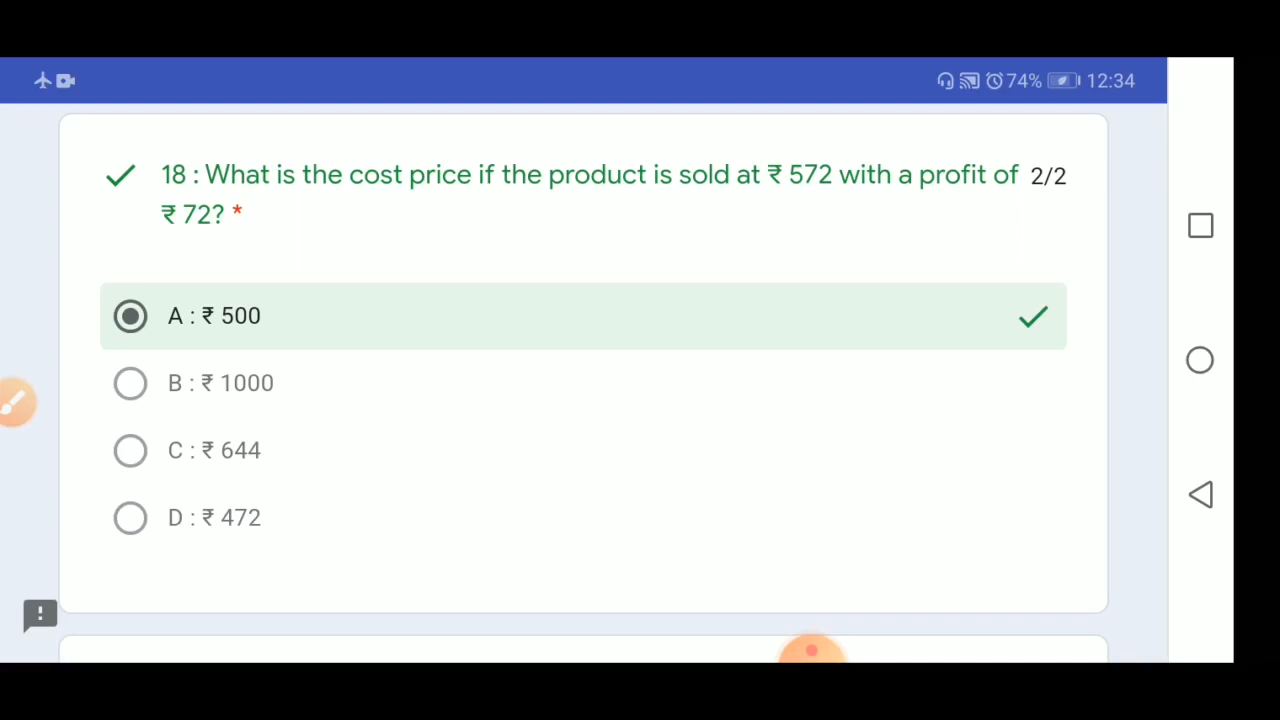 74% 12:34
18 : What is the cost price if the product is sold at ₹ 572 with a profit of 2/2
₹ 72? *
A : ₹ 500
B : ₹ 1000
C : ₹ 644
D : ₹ 472